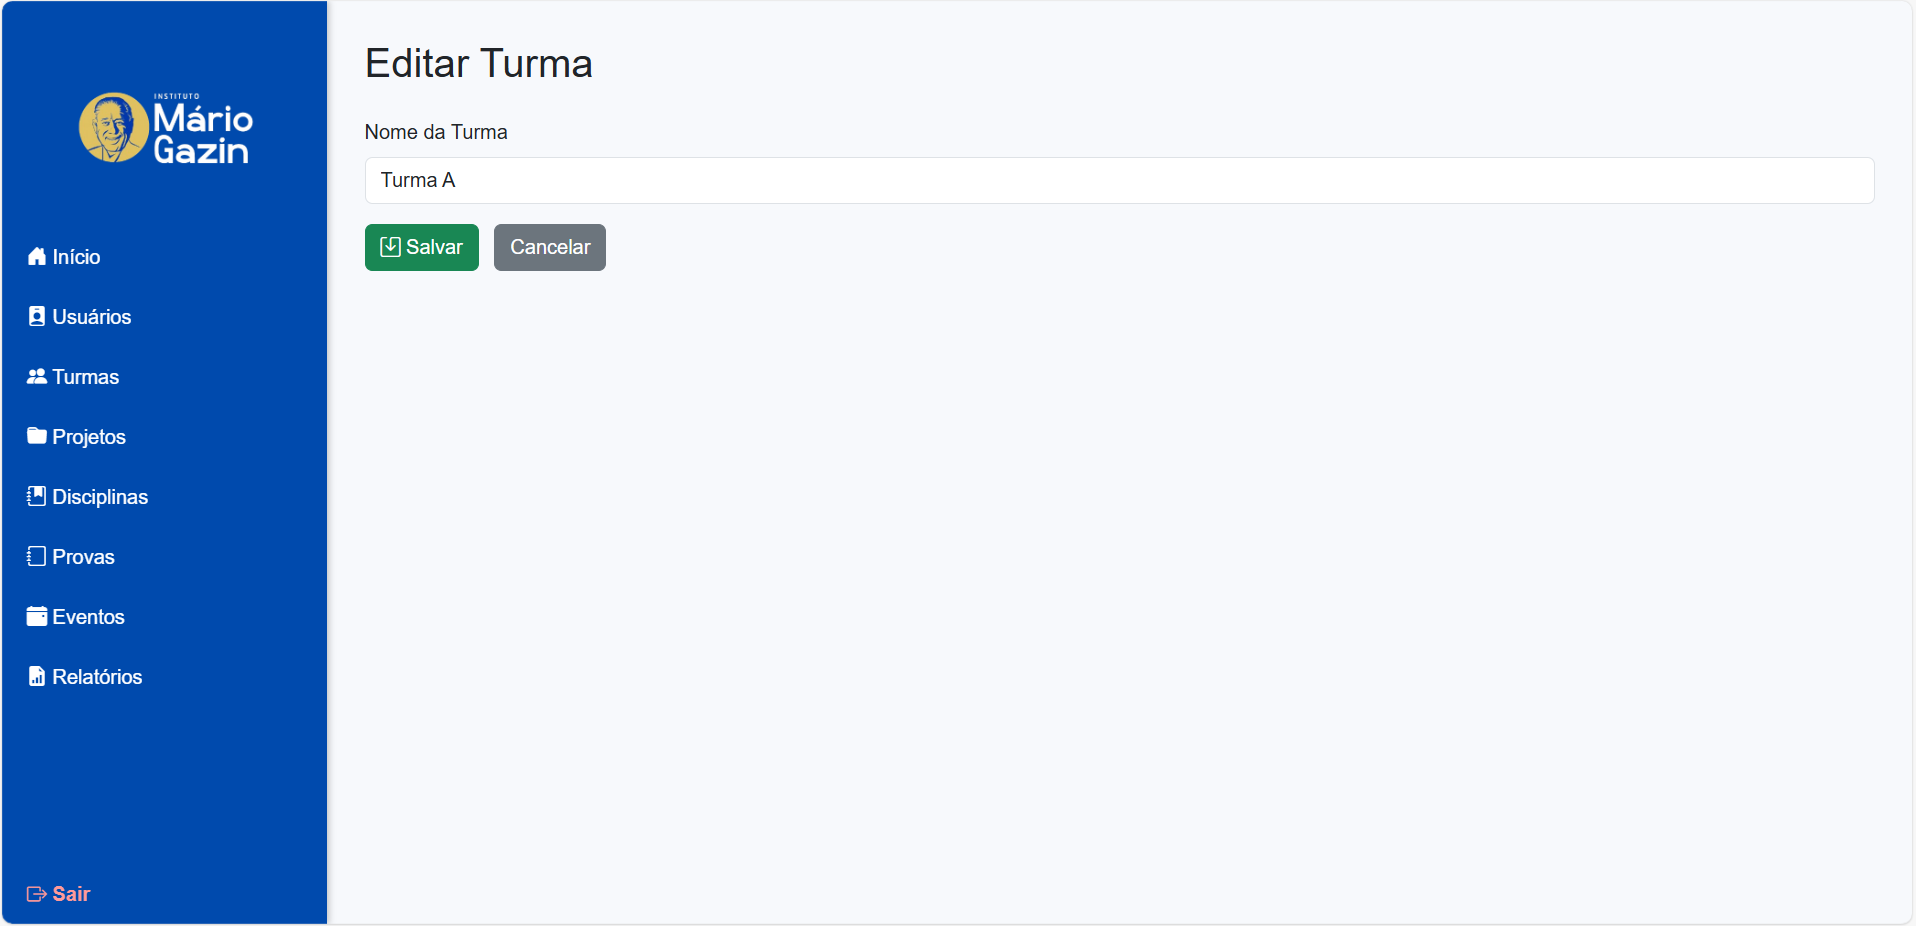 INSTITUTO
Mário
Gazin
Início
Usuários
Turmas
Projetos
Disciplinas
Provas
Eventos
Relatórios
Sair
Editar Turma
Nome da Turma
Turma A
Salvar Cancelar